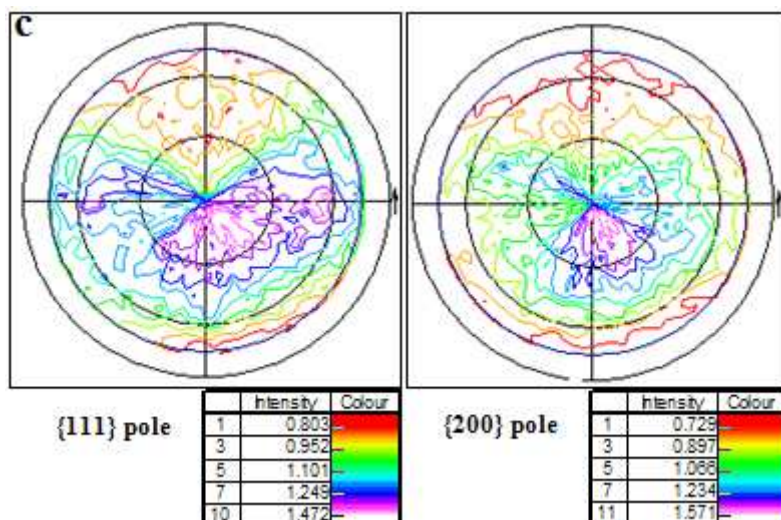 c
{111} pole
Intensity Colour
1 0.803
3 0.952
5 1.101
7 1.249
10 1.472
{200} pole
Intensity Colour
1 0.729
3 0.897
5 1.066
7 1.234
11 1.571